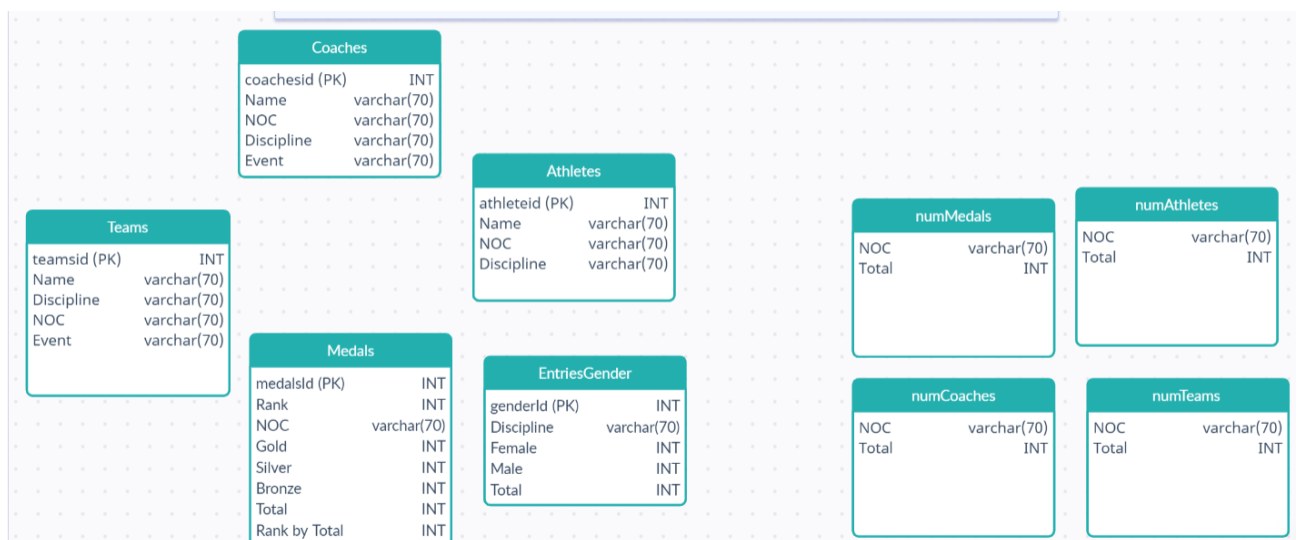 Coaches
coachesid (PK) INT
Name varchar(70)
NOC varchar(70)
Discipline varchar(70)
Event varchar(70)
Athletes
athleteid (PK) INT
Name varchar(70)
NOC varchar(70)
Discipline varchar(70)
Teams
teamsid (PK) INT
Name varchar(70)
Discipline varchar(70)
NOC varchar(70)
Event varchar(70)
Medals
medalsId (PK) INT
Rank INT
NOC varchar(70)
Gold INT
Silver INT
Bronze INT
Total INT
Rank by Total INT
EntriesGender
genderId (PK) INT
Discipline varchar(70)
Female INT
Male INT
Total INT
numMedals
NOC varchar(70)
Total INT
numAthletes
NOC varchar(70)
Total INT
numCoaches
NOC varchar(70)
Total INT
numTeams
NOC varchar(70)
Total INT